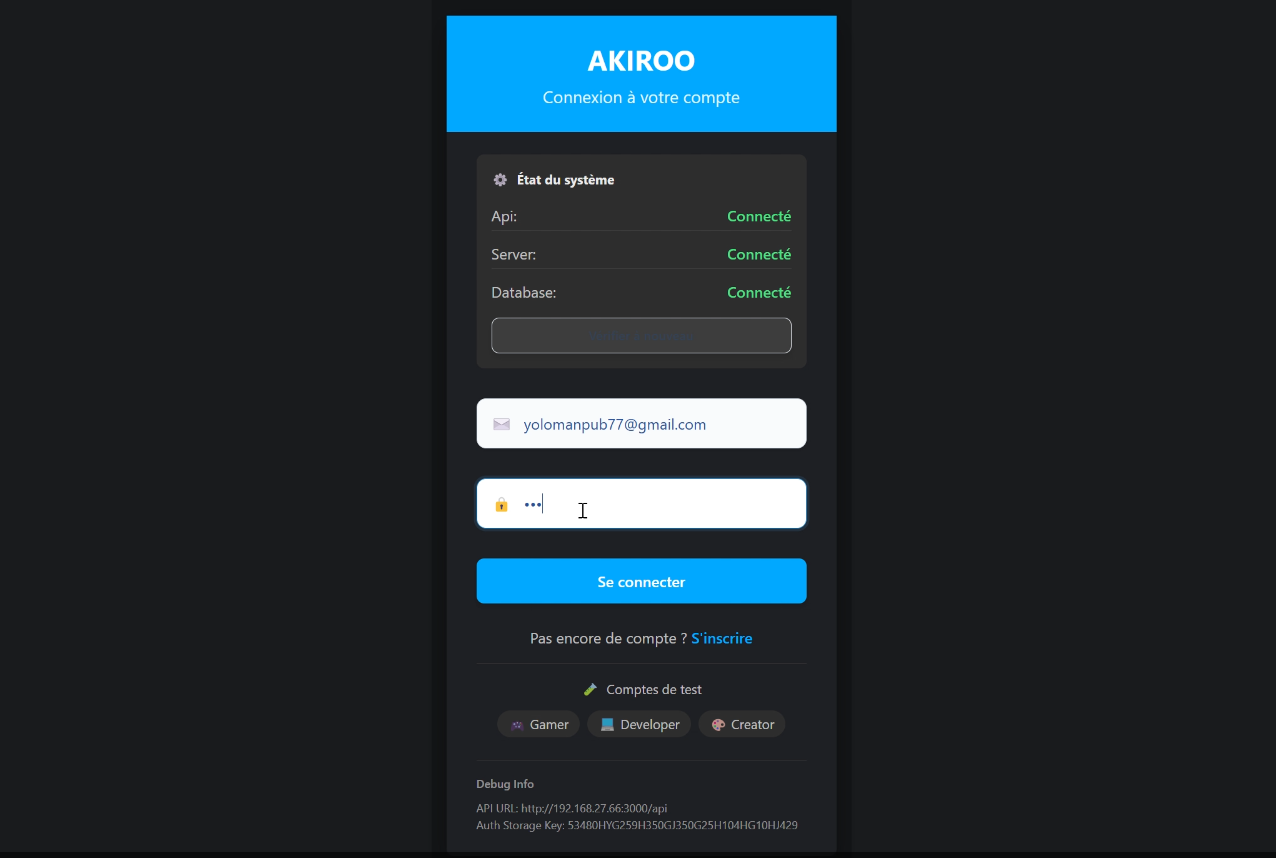 AKIROO
Connexion à votre compte
État du système
Api: Connecté
Server: Connecté
Database: Connecté
yolomanpub77@gmail.com
•••
Se connecter
Pas encore de compte ? S'inscrire
Comptes de test
Gamer Developer Creator
Debug Info
API URL: http://192.168.27.66:3000/api
Auth Storage Key: 53480HYG259H350GJ350G25H104HG10HJ429